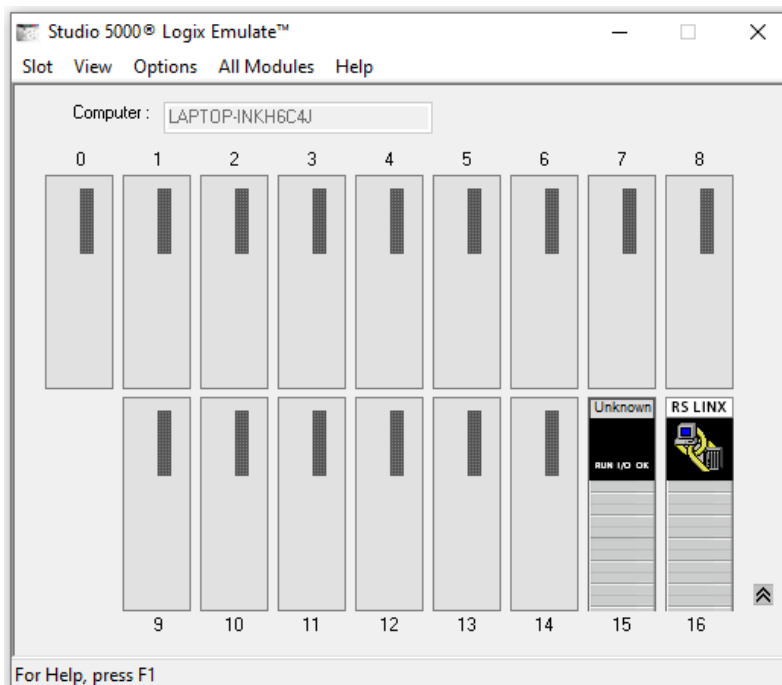 Studio 5000® Logix Emulate™
Slot View Options All Modules Help
Computer : LAPTOP-INKH6C4J
0 1 2 3 4 5 6 7 8
Unknown RS LINX
RUN I/O OK
9 10 11 12 13 14 15 16
For Help, press F1